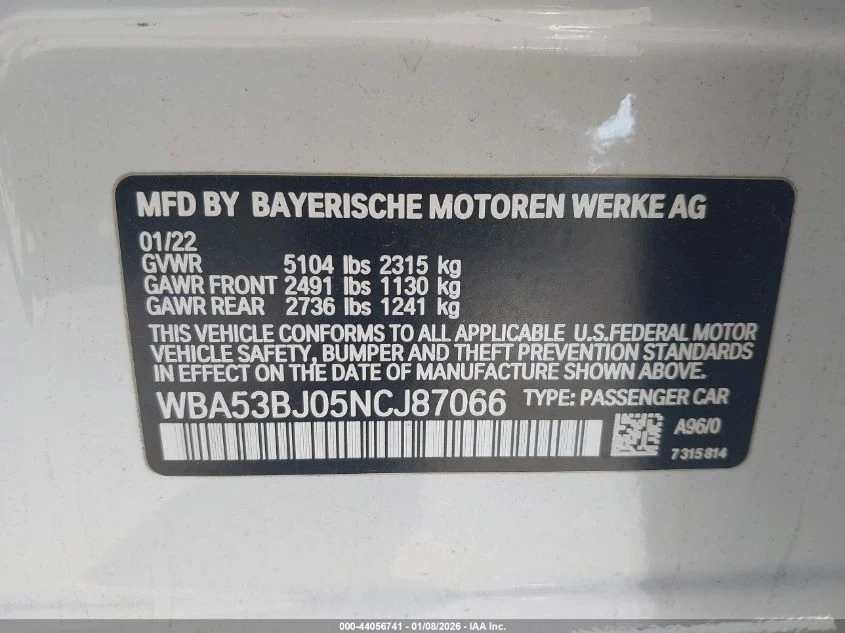 MFD BY BAYERISCHE MOTOREN WERKE AG
01/22
GVWR 5104 lbs 2315 kg
GAWR FRONT 2491 lbs 1130 kg
GAWR REAR 2736 lbs 1241 kg
THIS VEHICLE CONFORMS TO ALL APPLICABLE U.S.FEDERAL MOTOR
VEHICLE SAFETY, BUMPER AND THEFT PREVENTION STANDARDS
IN EFFECT ON THE DATE OF MANUFACTURE SHOWN ABOVE.
WBA53BJ05NCJ87066 TYPE: PASSENGER CAR
A96/0
7315814
000-44056741 - 01/08/2026 - IAA Inc.